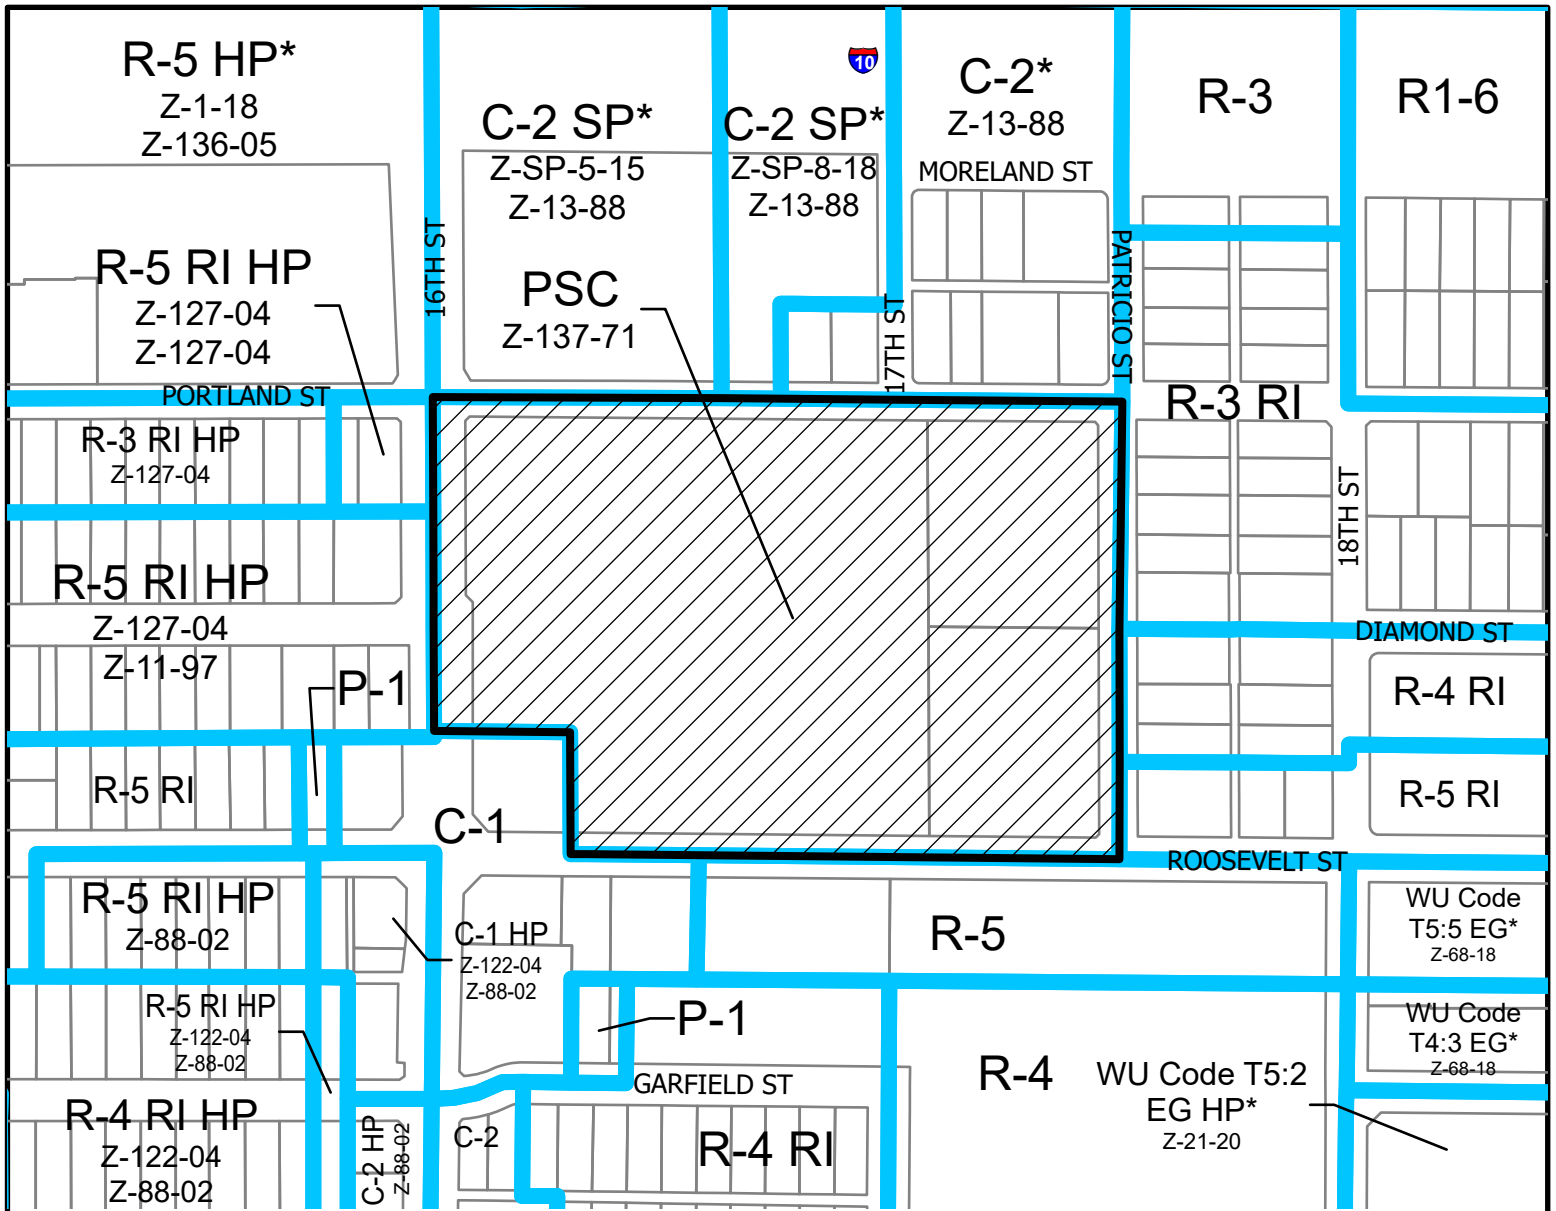 R-5 HP*
Z-1-18
Z-136-05
C-2 SP*
Z-SP-5-15
Z-13-88
C-2 SP*
Z-SP-8-18
Z-13-88
10
C-2*
Z-13-88
MORELAND ST
R-3
R1-6
R-5 RI HP
Z-127-04
Z-127-04
16TH ST
PSC
Z-137-71
17TH ST
PATRICIO ST
PORTLAND ST
R-3 RI
R-3 RI HP
Z-127-04
18TH ST
R-5 RI HP
Z-127-04
Z-11-97
DIAMOND ST
P-1
R-4 RI
R-5 RI
C-1
R-5 RI
ROOSEVELT ST
R-5 RI HP
Z-88-02
C-1 HP
Z-122-04
Z-88-02
R-5
WU Code
T5:5 EG*
Z-68-18
R-5 RI HP
Z-122-04
Z-88-02
P-1
WU Code
T4:3 EG*
Z-68-18
GARFIELD ST
R-4
WU Code T5:2
EG HP*
Z-21-20
R-4 RI HP
Z-122-04
Z-88-02
C-2 HP
Z-88-02
C-2
R-4 RI